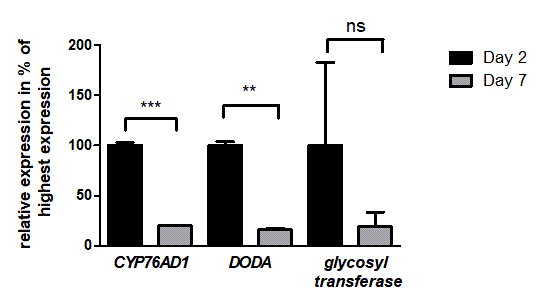 ns
Day 2
Day 7
relative expression in % of
highest expression
200
150
100
50
0
***
**
CYP76AD1
DODA
glycosyl
transferase